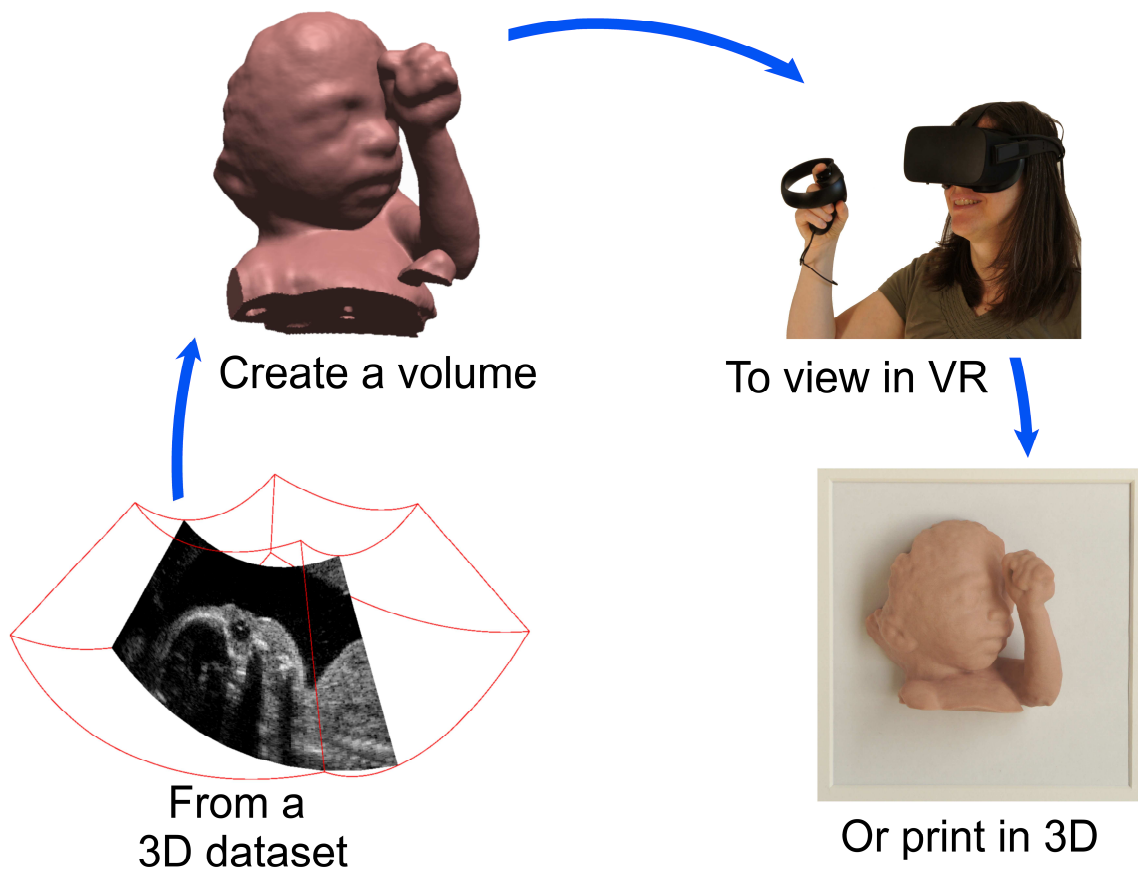 Create a volume
To view in VR
From a
3D dataset
Or print in 3D